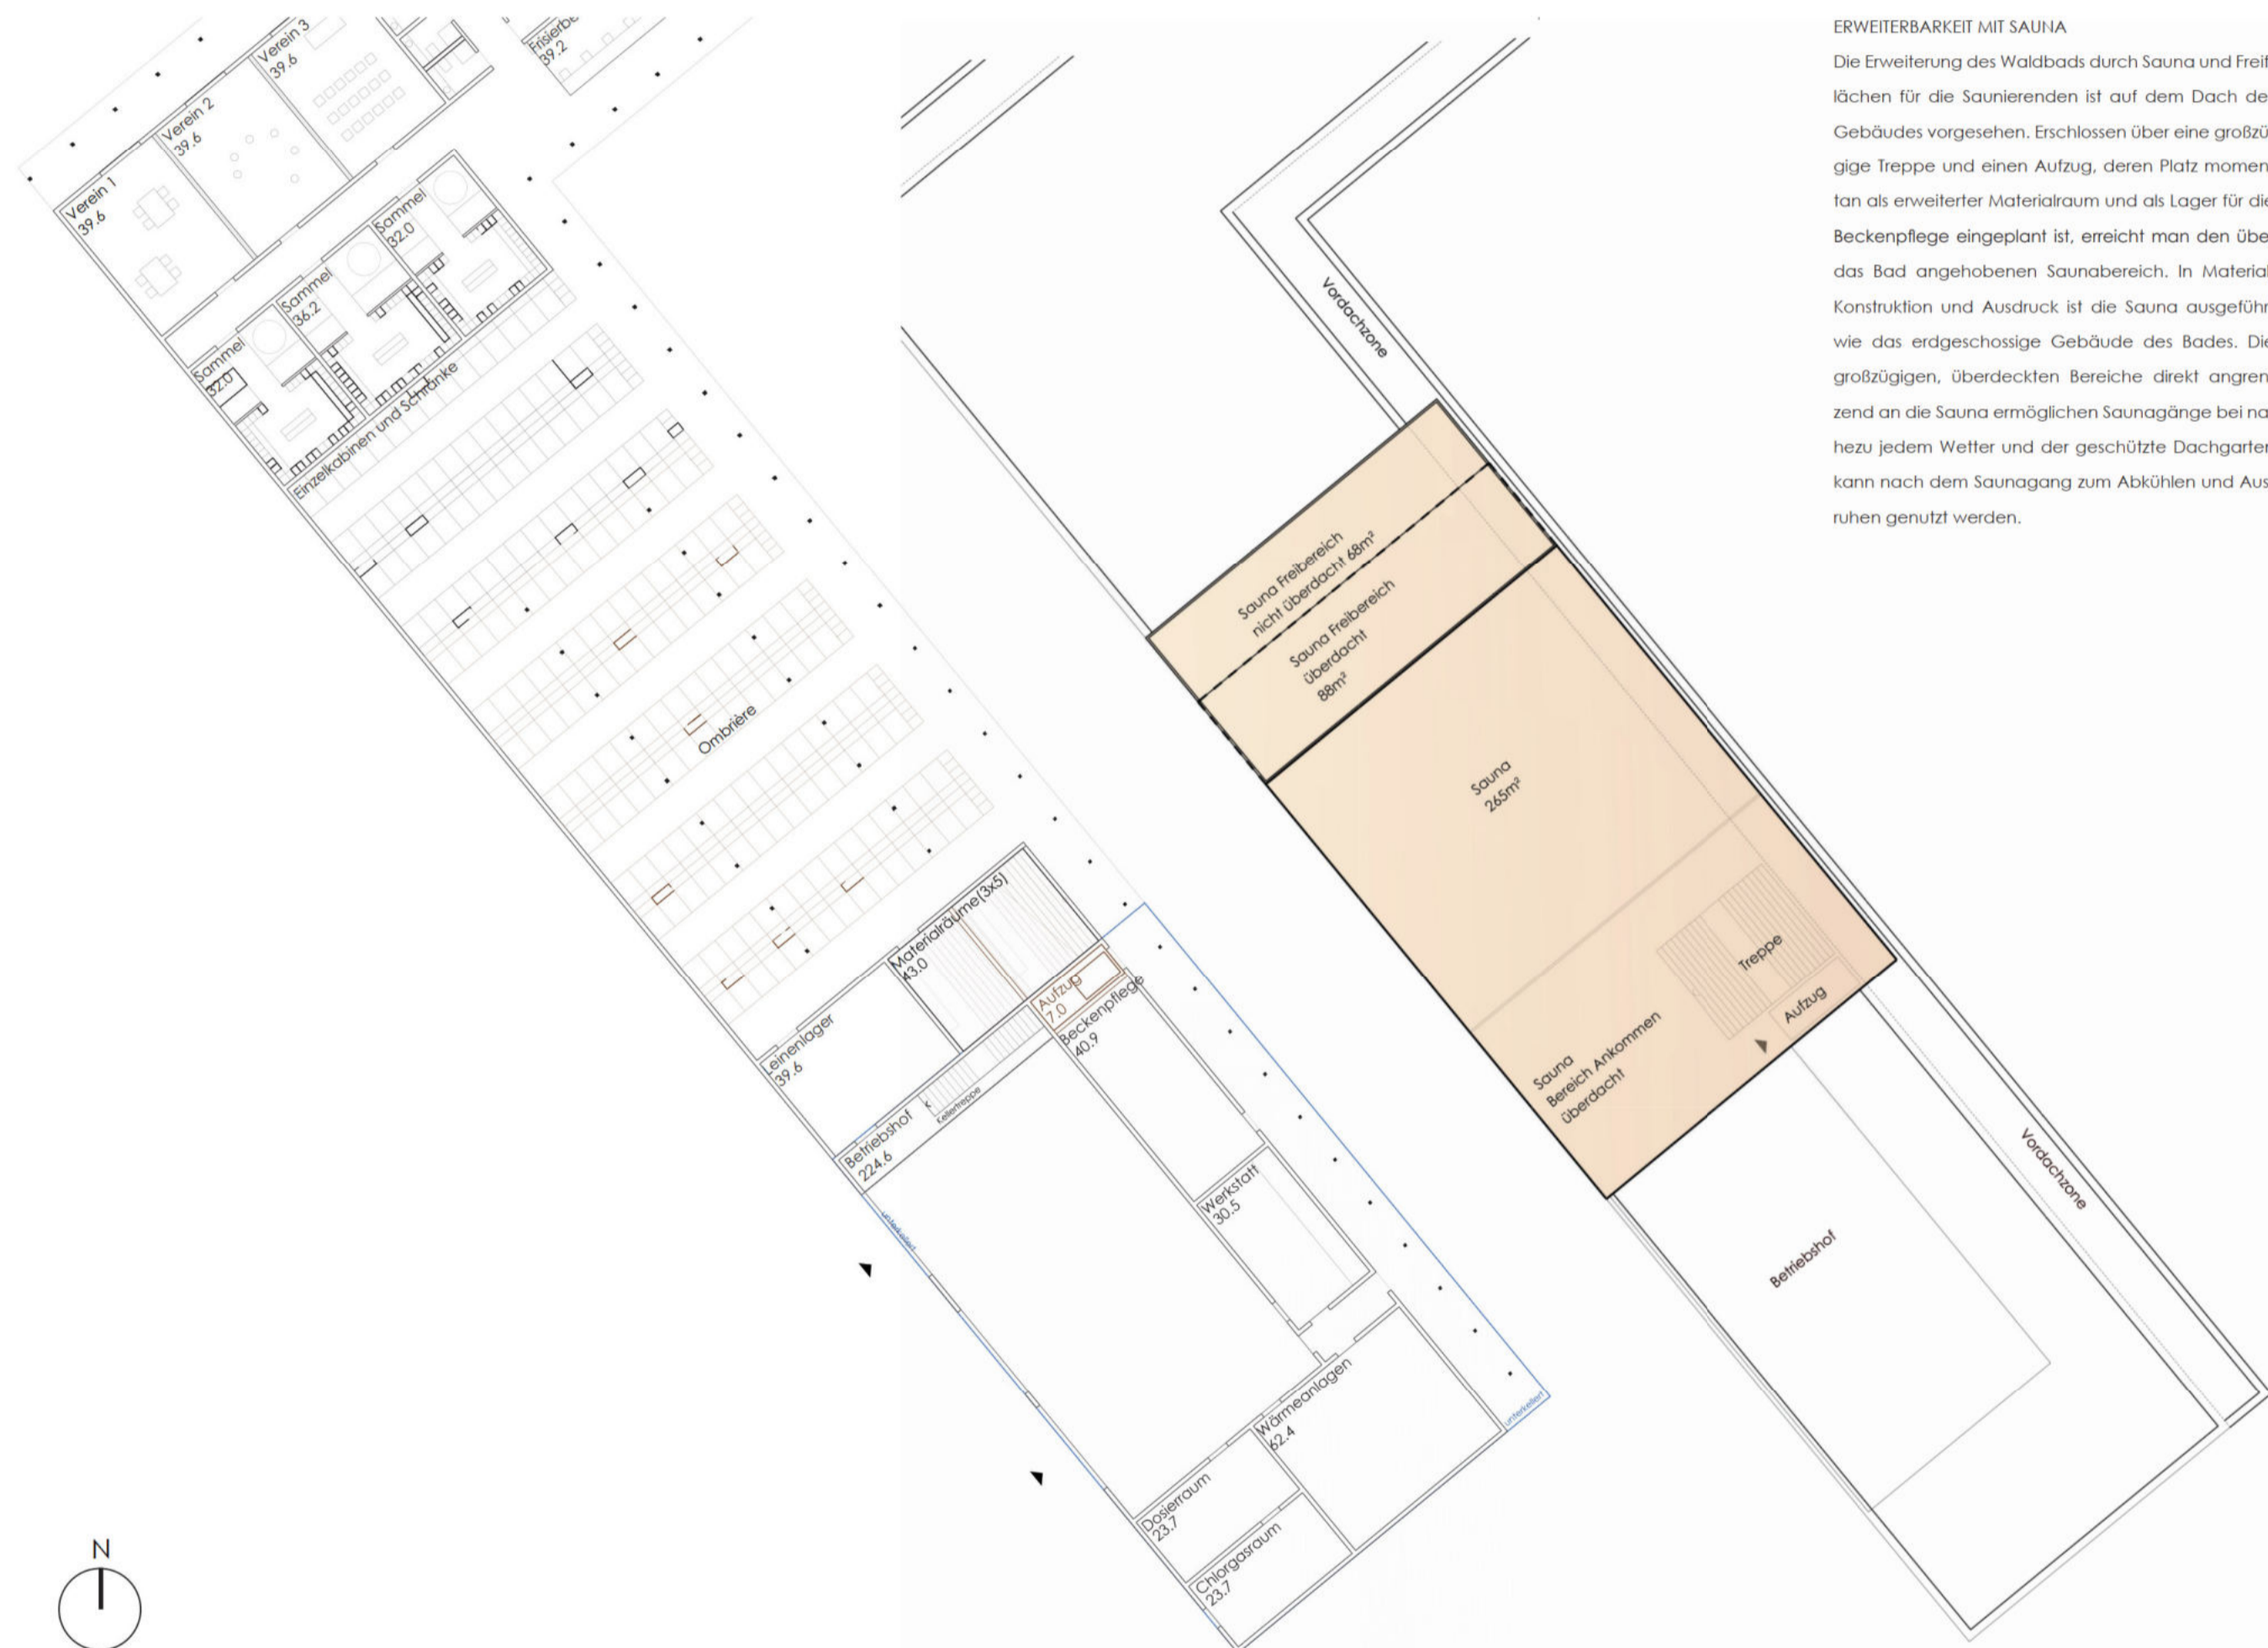 Verein 3
39.6
Frisierbe
39.2
Verein 2
39.6
Verein 1
39.6
Sammel
32.0
Sammel
36.2
Sammel
32.0
Einzelkabinen und Schränke
Ombrière
Materialräume(3x5)
43.0
Aufzug
7.0
Beckenpflege
40.9
Leinenlager
39.6
Betriebshof
224.6
Kellertreppe
unterkellert
Werkstatt
30.5
Wärmeanlagen
62.4
unterkellert
Dosierraum
23.7
Chlorgasraum
23.7
N
Vordachzone
Sauna Freibereich
nicht überdacht 68m²
Sauna Freibereich
überdacht
88m²
Sauna
265m²
Treppe
Aufzug
Sauna
Bereich Ankommen
überdacht
Vordachzone
Betriebshof
ERWEITERBARKEIT MIT SAUNA
Die Erweiterung des Waldbads durch Sauna und Freif
lächen für die Saunierenden ist auf dem Dach de
Gebäudes vorgesehen. Erschlossen über eine großzü
gige Treppe und einen Aufzug, deren Platz momen
tan als erweiterter Materialraum und als Lager für die
Beckenpflege eingeplant ist, erreicht man den übe
das Bad angehobenen Saunabereich. In Material
Konstruktion und Ausdruck ist die Sauna ausgeführ
wie das erdgeschossige Gebäude des Bades. Die
großzügigen, überdeckten Bereiche direkt angren
zend an die Sauna ermöglichen Saunagänge bei na
hezu jedem Wetter und der geschützte Dachgarten
kann nach dem Saunagang zum Abkühlen und Aus
ruhen genutzt werden.